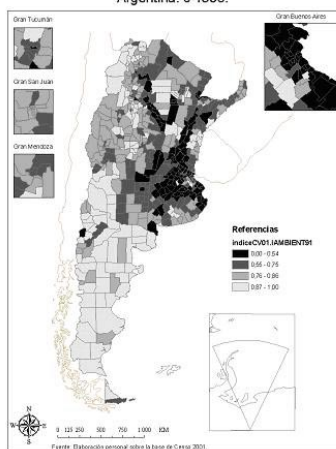 Argentina.
Gran Tucumán
Gran Buenos Aires
Gran San Juán
Gran Mendoza
Referencias
indiceCV01.IAMBIENT91
0,00 - 0,54
0,55 - 0,75
0,76 - 0,86
0,87 - 1,00
N
S
0 125 250 500 750 1 000 KM
Fuente: Elaboración personal sobre la base de Censo 2001.